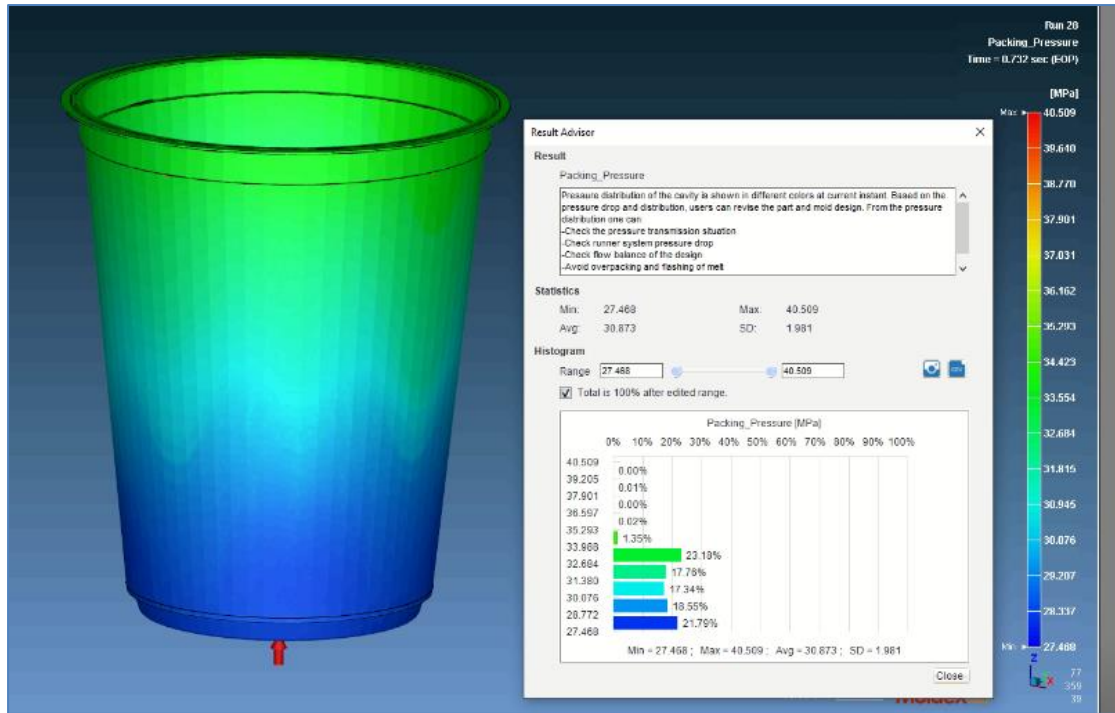 Run 28
Packing_Pressure
Time = 0.732 sec (EOP)
[MPa]
Max 40.509
39.640
38.770
37.901
37.031
36.162
35.293
34.423
33.554
32.684
31.815
30.945
30.076
29.207
28.337
Min 27.468
Z
X
77
359
39
Result Advisor
Result
Packing_Pressure
Pressure distribution of the cavity is shown in different colors at current instant. Based on the
pressure drop and distribution, users can revise the part and mold design. From the pressure
distribution one can
-Check the pressure transmission situation
-Check runner system pressure drop
-Check flow balance of the design
-Avoid overpacking and flashing of melt
Statistics
Min: 27.468 Max: 40.509
Avg: 30.873 SD: 1.981
Histogram
Range 27.468 40.509
CSV
Total is 100% after edited range.
Packing_Pressure [MPa]
0% 10% 20% 30% 40% 50% 60% 70% 80% 90% 100%
40.509
0.00%
39.205
0.01%
37.901
0.00%
36.597
0.02%
35.293
1.35%
33.988
23.18%
32.684
17.76%
31.380
17.34%
30.076
18.55%
28.772
21.79%
27.468
Min = 27.468 ; Max = 40.509 ; Avg = 30.873 ; SD = 1.981
Close
Moldex